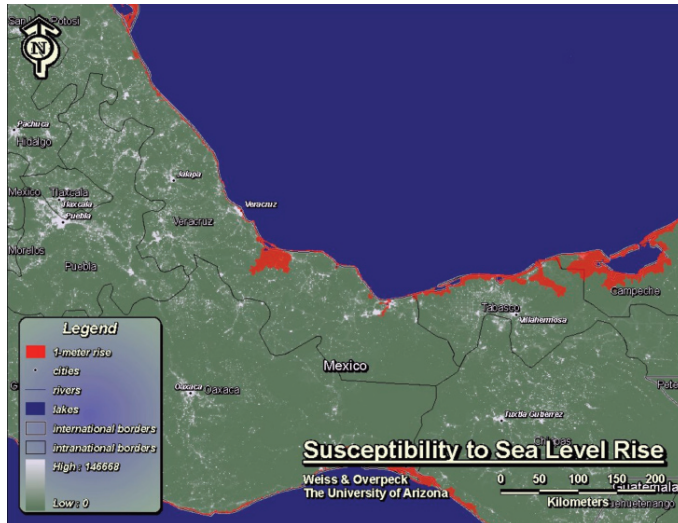 San Luis Potosi
N
Pachuca
Hidalgo
Jalapa
Mexico
Tlaxcala
Tlaxcala
Puebla
Veracruz
Veracruz
Morelos
Puebla
Campeche
Tabasco
Villahermosa
Legend
1-meter rise
cities
rivers
lakes
international borders
intranational borders
High : 146668
Low : 0
Mexico
Oaxaca
Oaxaca
Tuxtla Gutierrez
Chiapas
Susceptibility to Sea Level Rise
Weiss & Overpeck
The University of Arizona
0 50 100 150 200
Kilometers
Guatemala